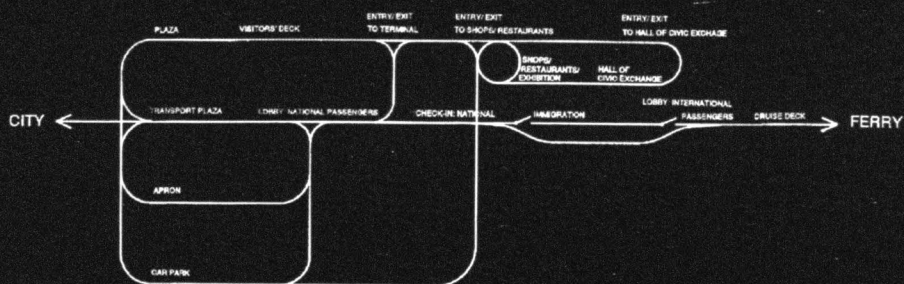 ENTRY/ EXIT
TO TERMINAL
ENTRY/ EXIT
TO SHOPS/ RESTAURANTS
ENTRY/ EXIT
TO HALL OF CIVIC EXCHAGE
PLAZA
VISITORS' DECK
SHOPS/
RESTAURANTS/
EXHIBITION
HALL OF
CIVIC EXCHANGE
CITY
TRANSPORT PLAZA
LOBBY NATIONAL PASSENGERS
CHECK-IN: NATIONAL
IMMIGRATION
LOBBY INTERNATIONAL
PASSENGERS
CRUISE DECK
FERRY
APRON
CAR PARK